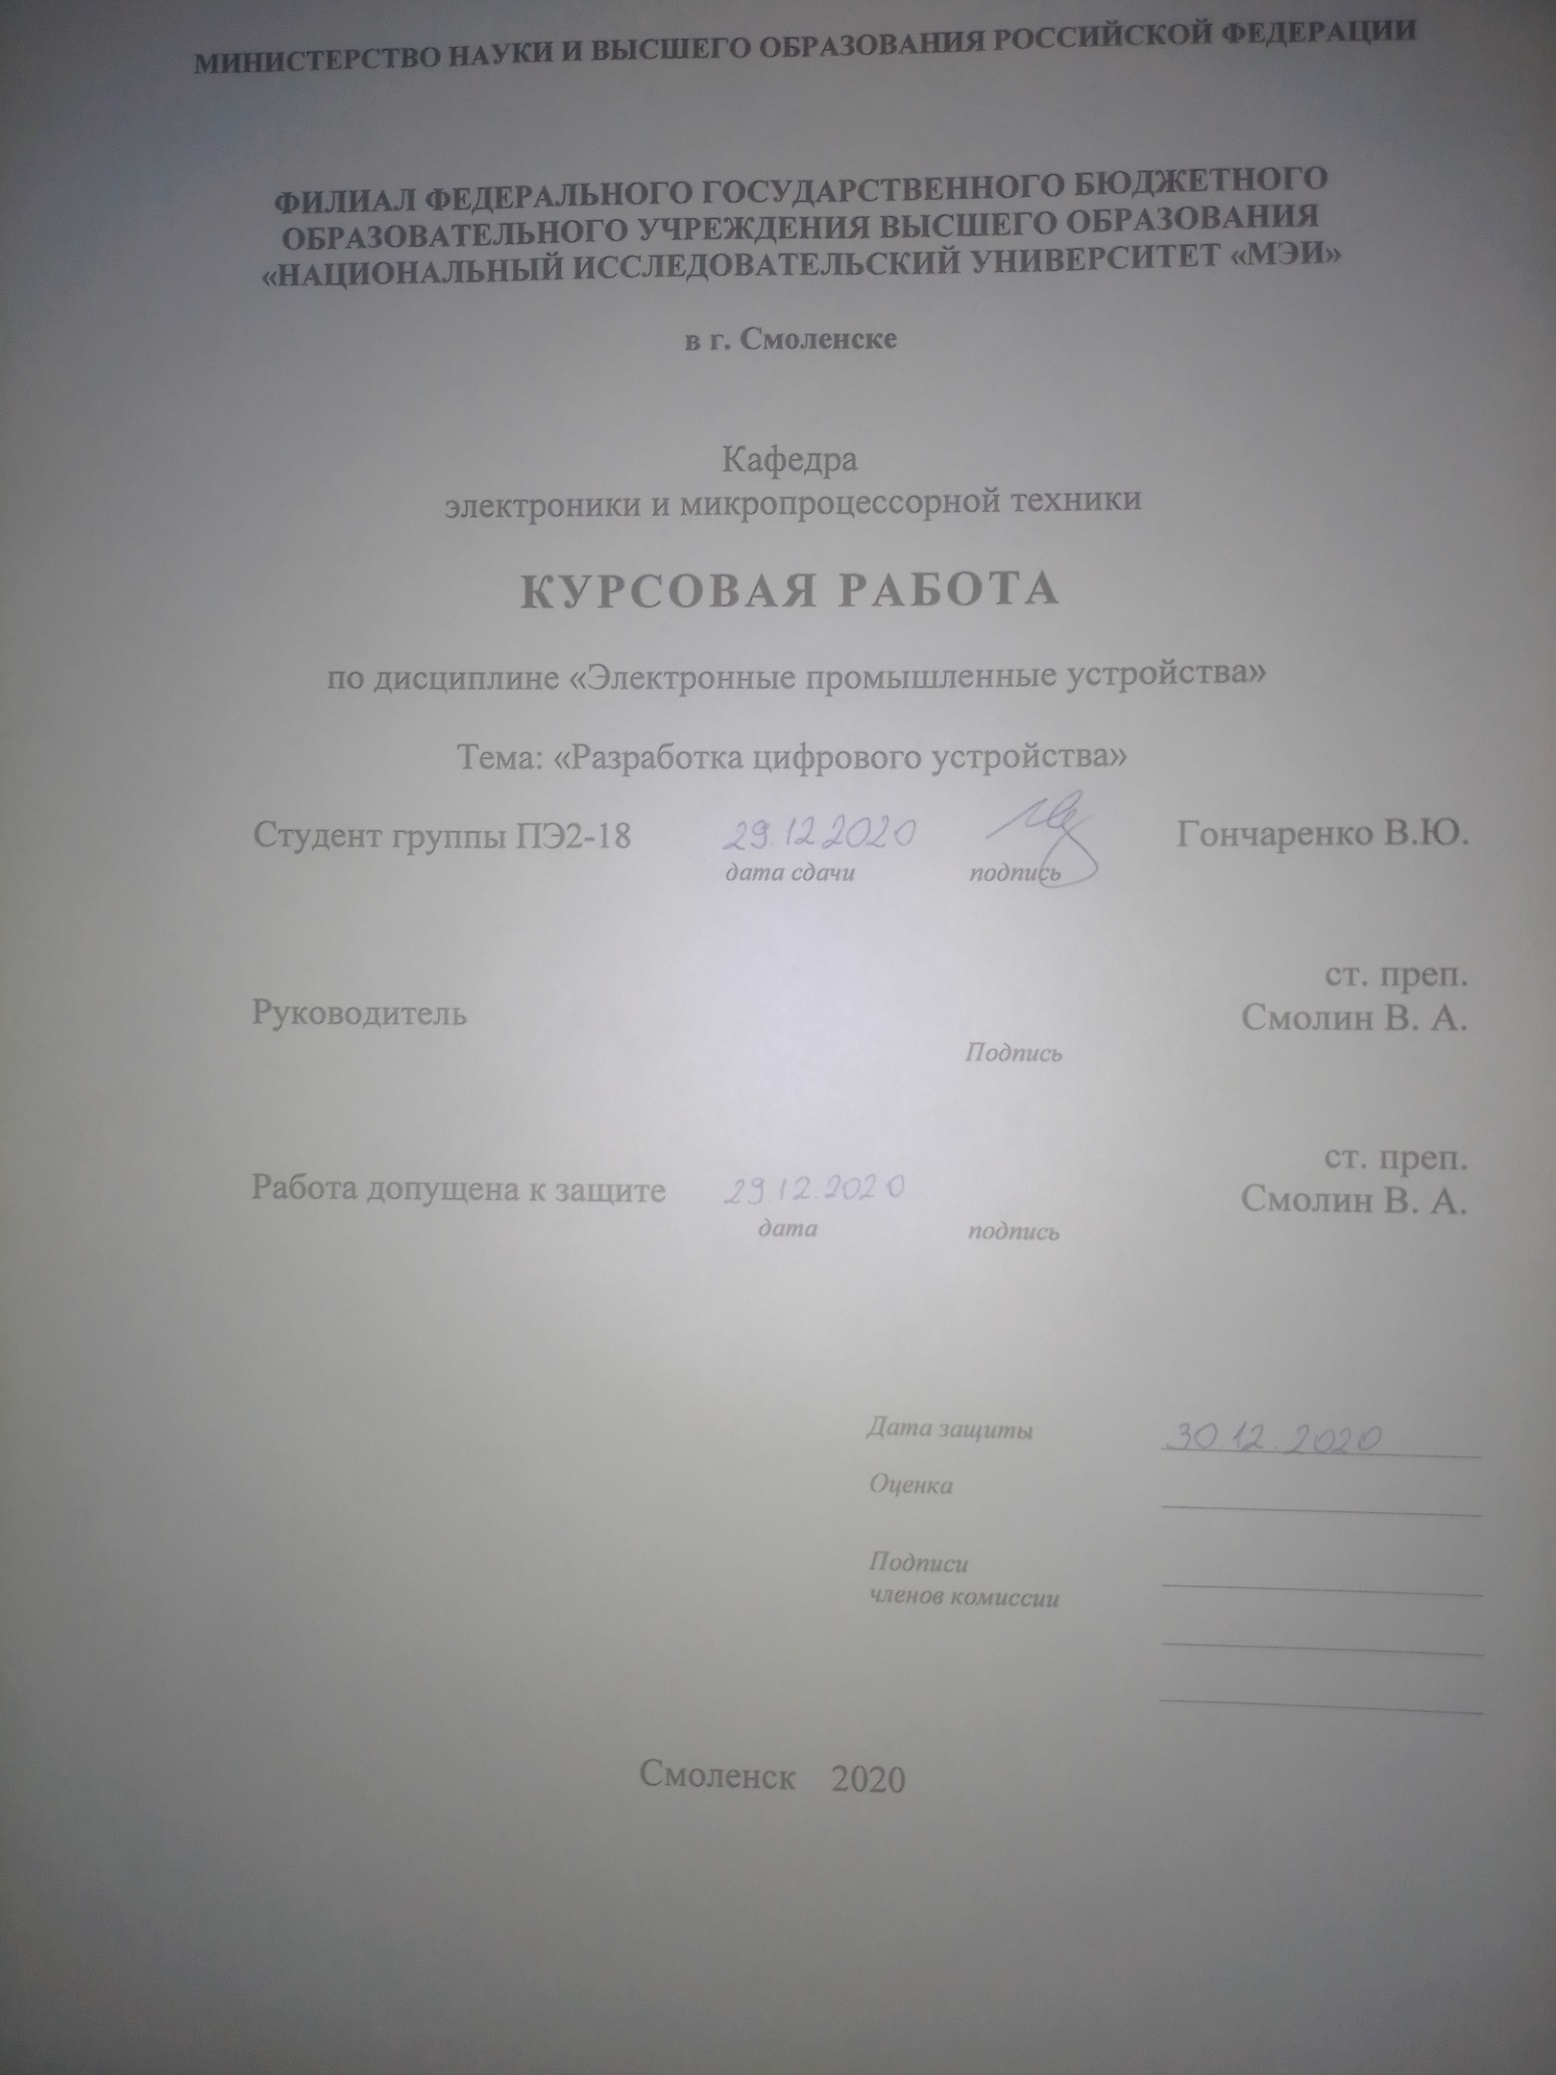 МИНИСТЕРСТВО НАУКИ И ВЫСШЕГО ОБРАЗОВАНИЯ РОССИЙСКОЙ ФЕДЕРАЦИИ
ФИЛИАЛ ФЕДЕРАЛЬНОГО ГОСУДАРСТВЕННОГО БЮДЖЕТНОГО
ОБРАЗОВАТЕЛЬНОГО УЧРЕЖДЕНИЯ ВЫСШЕГО ОБРАЗОВАНИЯ
«НАЦИОНАЛЬНЫЙ ИССЛЕДОВАТЕЛЬСКИЙ УНИВЕРСИТЕТ «МЭИ»
в г. Смоленске
Кафедра
электроники и микропроцессорной техники
КУРСОВАЯ РАБОТА
по дисциплине «Электронные промышленные устройства»
Тема: «Разработка цифрового устройства»
Студент группы ПЭ2-18 29.12.2020 Гончаренко В.Ю.
дата сдачи подпись
ст. преп.
Руководитель Смолин В. А.
Подпись
ст. преп.
Работа допущена к защите 29.12.2020 Смолин В. А.
дата подпись
Дата защиты 30.12.2020
Оценка
Подписи
членов комиссии
Смоленск 2020